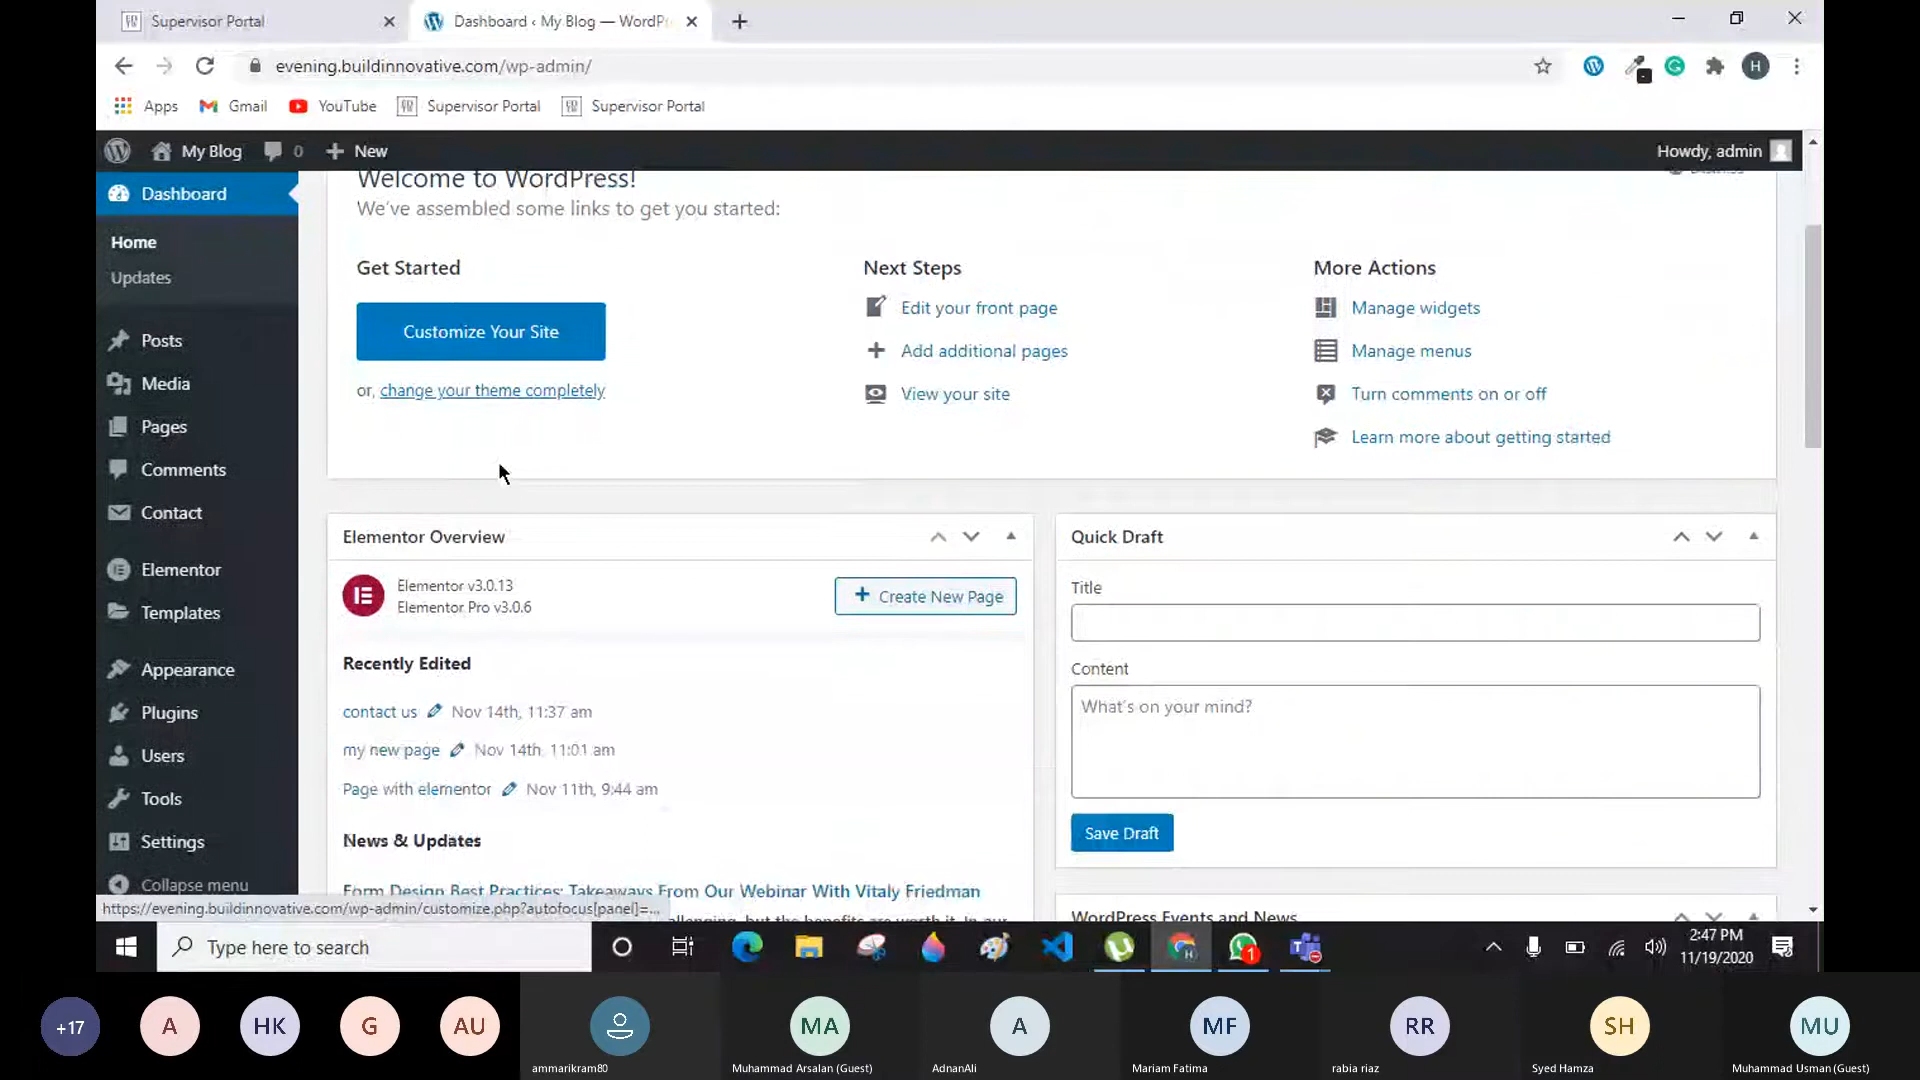 Supervisor Portal
Dashboard ‹ My Blog — WordPr
evening.buildinnovative.com/wp-admin/
H
Apps
Gmail
YouTube
Supervisor Portal
Supervisor Portal
My Blog
0
New
Howdy, admin
Dashboard
Home
Updates
Posts
Media
Pages
Comments
Contact
Elementor
Templates
Appearance
Plugins
Users
Tools
Settings
Collapse menu
Welcome to WordPress!
We've assembled some links to get you started:
Get Started
Customize Your Site
or, change your theme completely
Next Steps
Edit your front page
Add additional pages
View your site
More Actions
Manage widgets
Manage menus
Turn comments on or off
Learn more about getting started
Elementor Overview
Elementor v3.0.13
Elementor Pro v3.0.6
Create New Page
Recently Edited
contact us Nov 14th, 11:37 am
my new page Nov 14th, 11:01 am
Page with elementor Nov 11th, 9:44 am
News & Updates
Form Design Best Practices: Takeaways From Our Webinar With Vitaly Friedman
but the benefits are worth it. In our
Quick Draft
Title
Content
What's on your mind?
Save Draft
WordPress Events and News
https://evening.buildinnovative.com/wp-admin/customize.php?autofocus[panel]=...
Type here to search
1
2:47 PM
11/19/2020
+17
A
HK
G
AU
ammarikram80
MA
Muhammad Arsalan (Guest)
A
AdnanAli
MF
Mariam Fatima
RR
rabia riaz
SH
Syed Hamza
MU
Muhammad Usman (Guest)